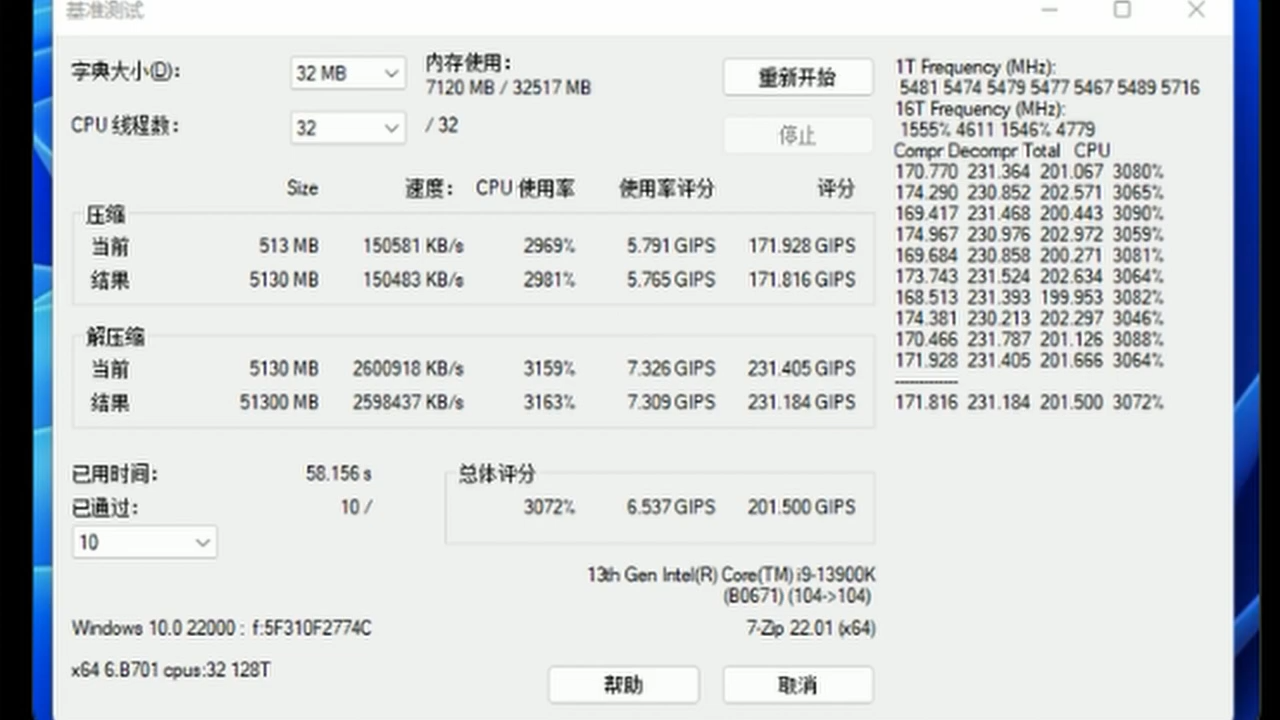 基准测试
字典大小(D): 32 MB 内存使用: 7120 MB / 32517 MB 重新开始
CPU 线程数: 32 / 32 停止
Size 速度: CPU 使用率 使用率评分 评分
压缩
当前 513 MB 150581 KB/s 2969% 5.791 GIPS 171.928 GIPS
结果 5130 MB 150483 KB/s 2981% 5.765 GIPS 171.816 GIPS
解压缩
当前 5130 MB 2600918 KB/s 3159% 7.326 GIPS 231.405 GIPS
结果 51300 MB 2598437 KB/s 3163% 7.309 GIPS 231.184 GIPS
已用时间: 58.156 s
已通过: 10 /
10
总体评分
3072% 6.537 GIPS 201.500 GIPS
13th Gen Intel(R) Core(TM) i9-13900K
(B0671) (104->104)
Windows 10.0 22000 : f:5F310F2774C
7-Zip 22.01 (x64)
x64 6.B701 cpus:32 128T
帮助 取消
1T Frequency (MHz):
5481 5474 5479 5477 5467 5489 5716
16T Frequency (MHz):
1555% 4611 1546% 4779
Compr Decompr Total CPU
170.770 231.364 201.067 3080%
174.290 230.852 202.571 3065%
169.417 231.468 200.443 3090%
174.967 230.976 202.972 3059%
169.684 230.858 200.271 3081%
173.743 231.524 202.634 3064%
168.513 231.393 199.953 3082%
174.381 230.213 202.297 3046%
170.466 231.787 201.126 3088%
171.928 231.405 201.666 3064%
-------------
171.816 231.184 201.500 3072%